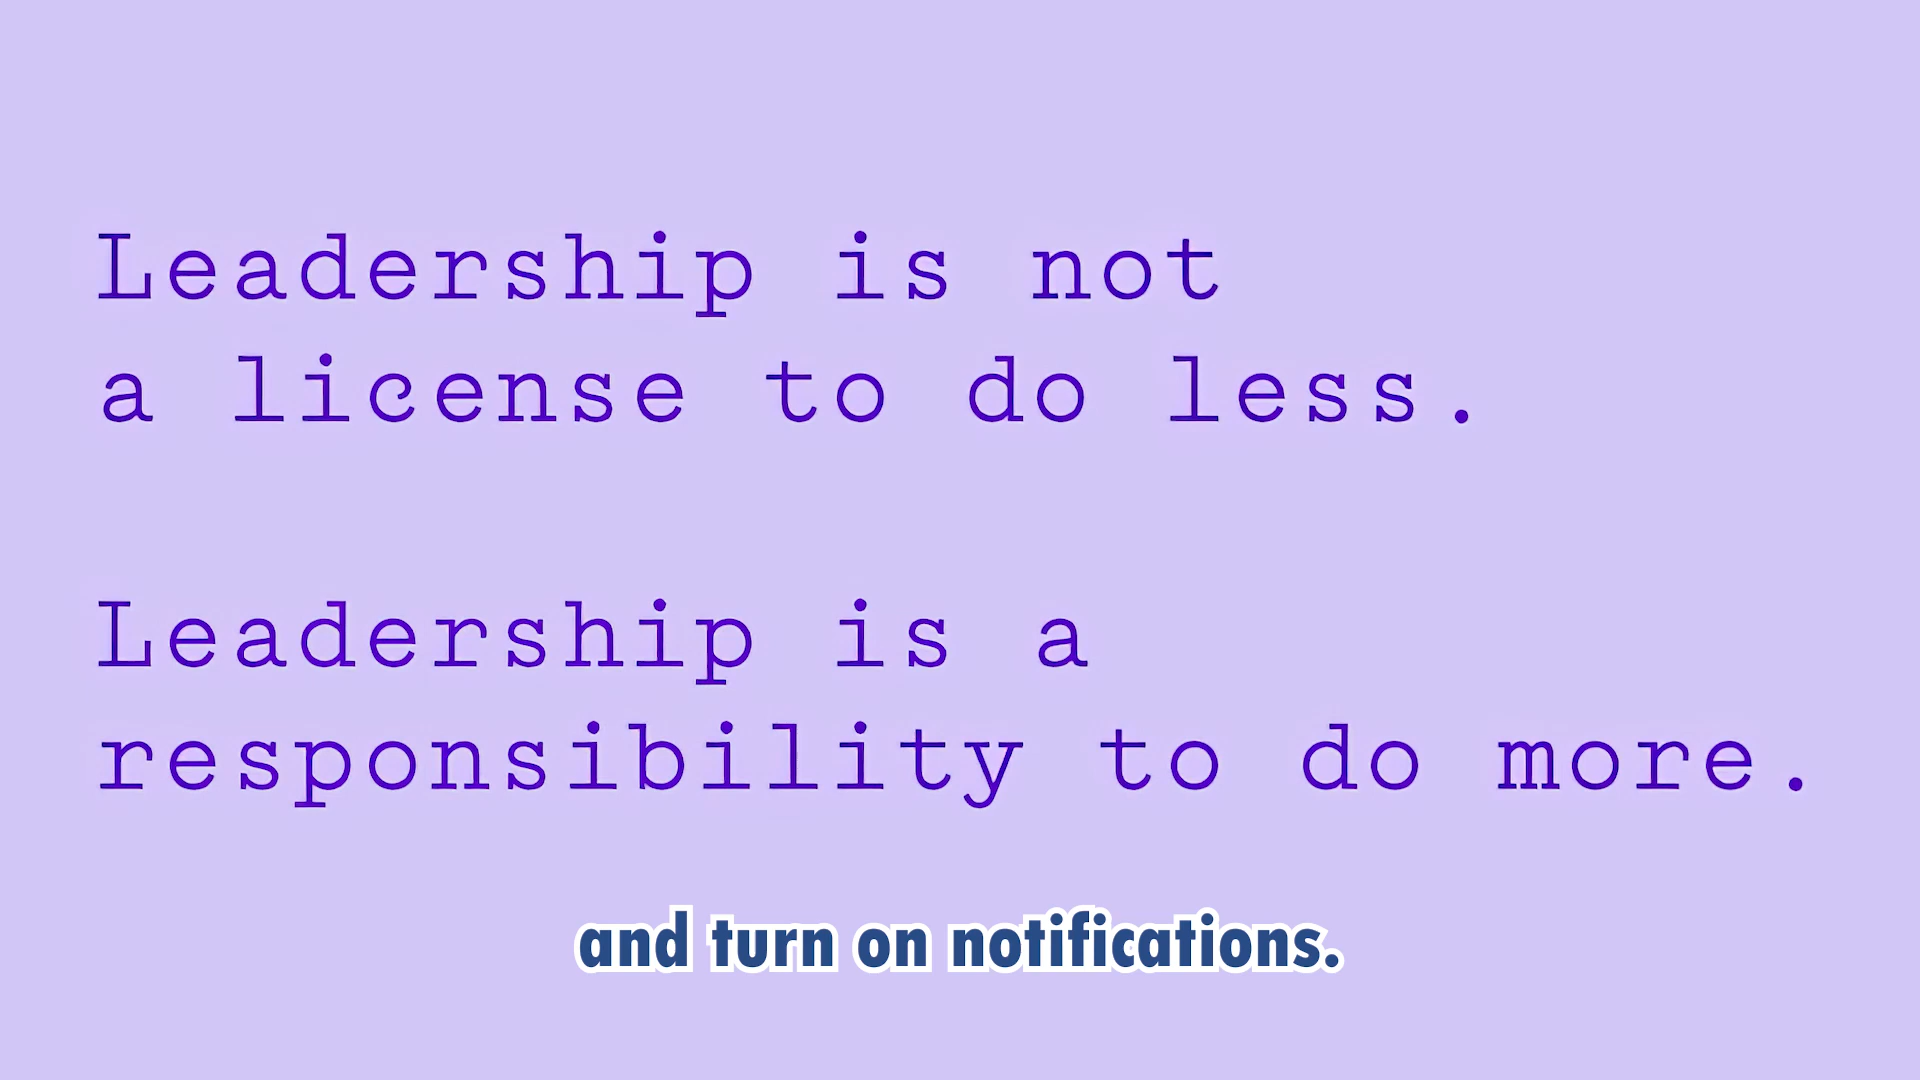 Leadership is not
a license to do less.
Leadership is a
responsibility to do more.
and turn on notifications.